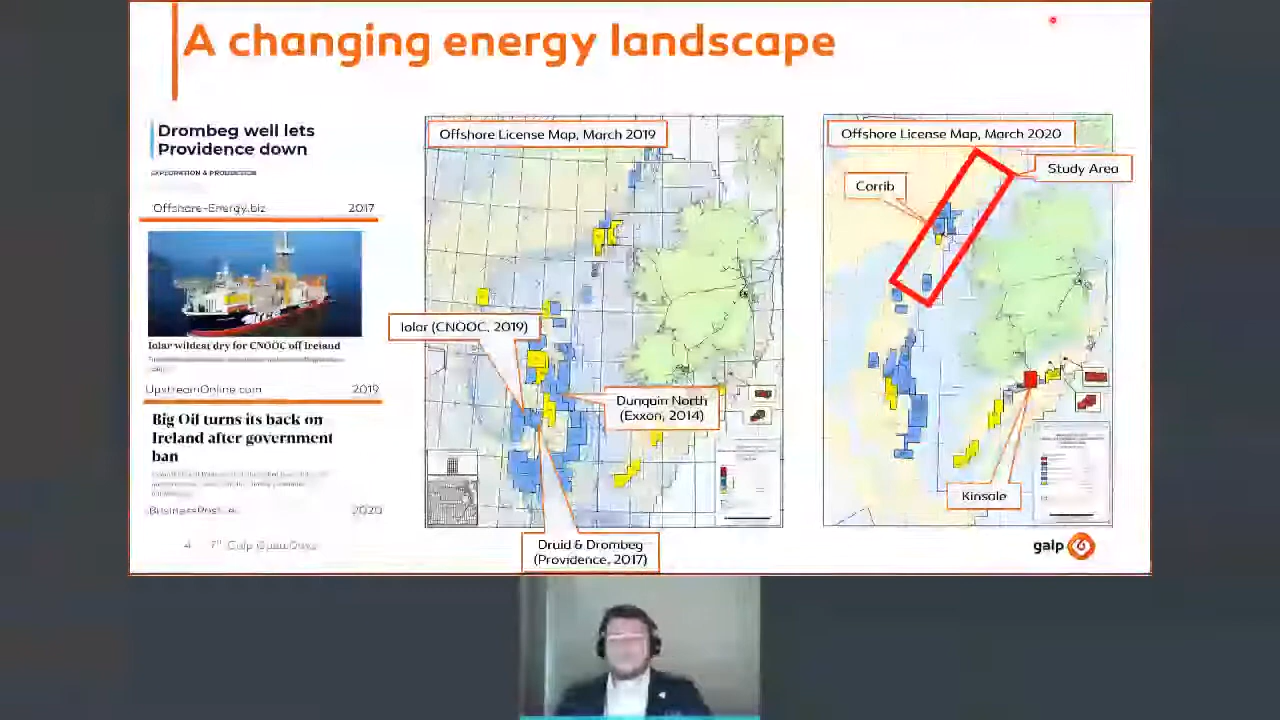 A changing energy landscape
Drombeg well lets
Providence down
EXPLORATION & PRODUCTION
Offshore-Energy.biz 2017
Iolar wildcat dry for CNOOC off Ireland
UpstreamOnline.com 2019
Big Oil turns its back on
Ireland after government
ban
2020
4
Offshore License Map, March 2019
Iolar (CNOOC, 2019)
Dunquin North
(Exxon, 2014)
Druid & Drombeg
(Providence, 2017)
Offshore License Map, March 2020
Study Area
Corrib
Kinsale
galp